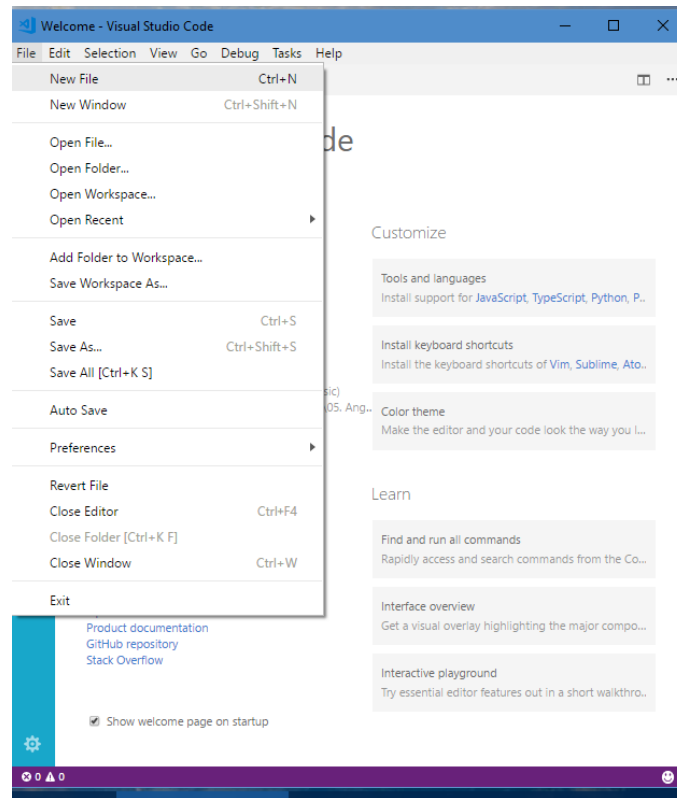 Welcome - Visual Studio Code
File Edit Selection View Go Debug Tasks Help
New File Ctrl+N
New Window Ctrl+Shift+N
Open File...
Open Folder...
Open Workspace...
Open Recent
Add Folder to Workspace...
Save Workspace As...
Save Ctrl+S
Save As... Ctrl+Shift+S
Save All [Ctrl+K S]
Auto Save
Preferences
Revert File
Close Editor Ctrl+F4
Close Folder [Ctrl+K F]
Close Window Ctrl+W
Exit
de
sic)
\05. Ang...
Product documentation
GitHub repository
Stack Overflow
Show welcome page on startup
Customize
Tools and languages
Install support for JavaScript, TypeScript, Python, P..
Install keyboard shortcuts
Install the keyboard shortcuts of Vim, Sublime, Ato..
Color theme
Make the editor and your code look the way you l...
Learn
Find and run all commands
Rapidly access and search commands from the Co...
Interface overview
Get a visual overlay highlighting the major compo...
Interactive playground
Try essential editor features out in a short walkthro..
0 0